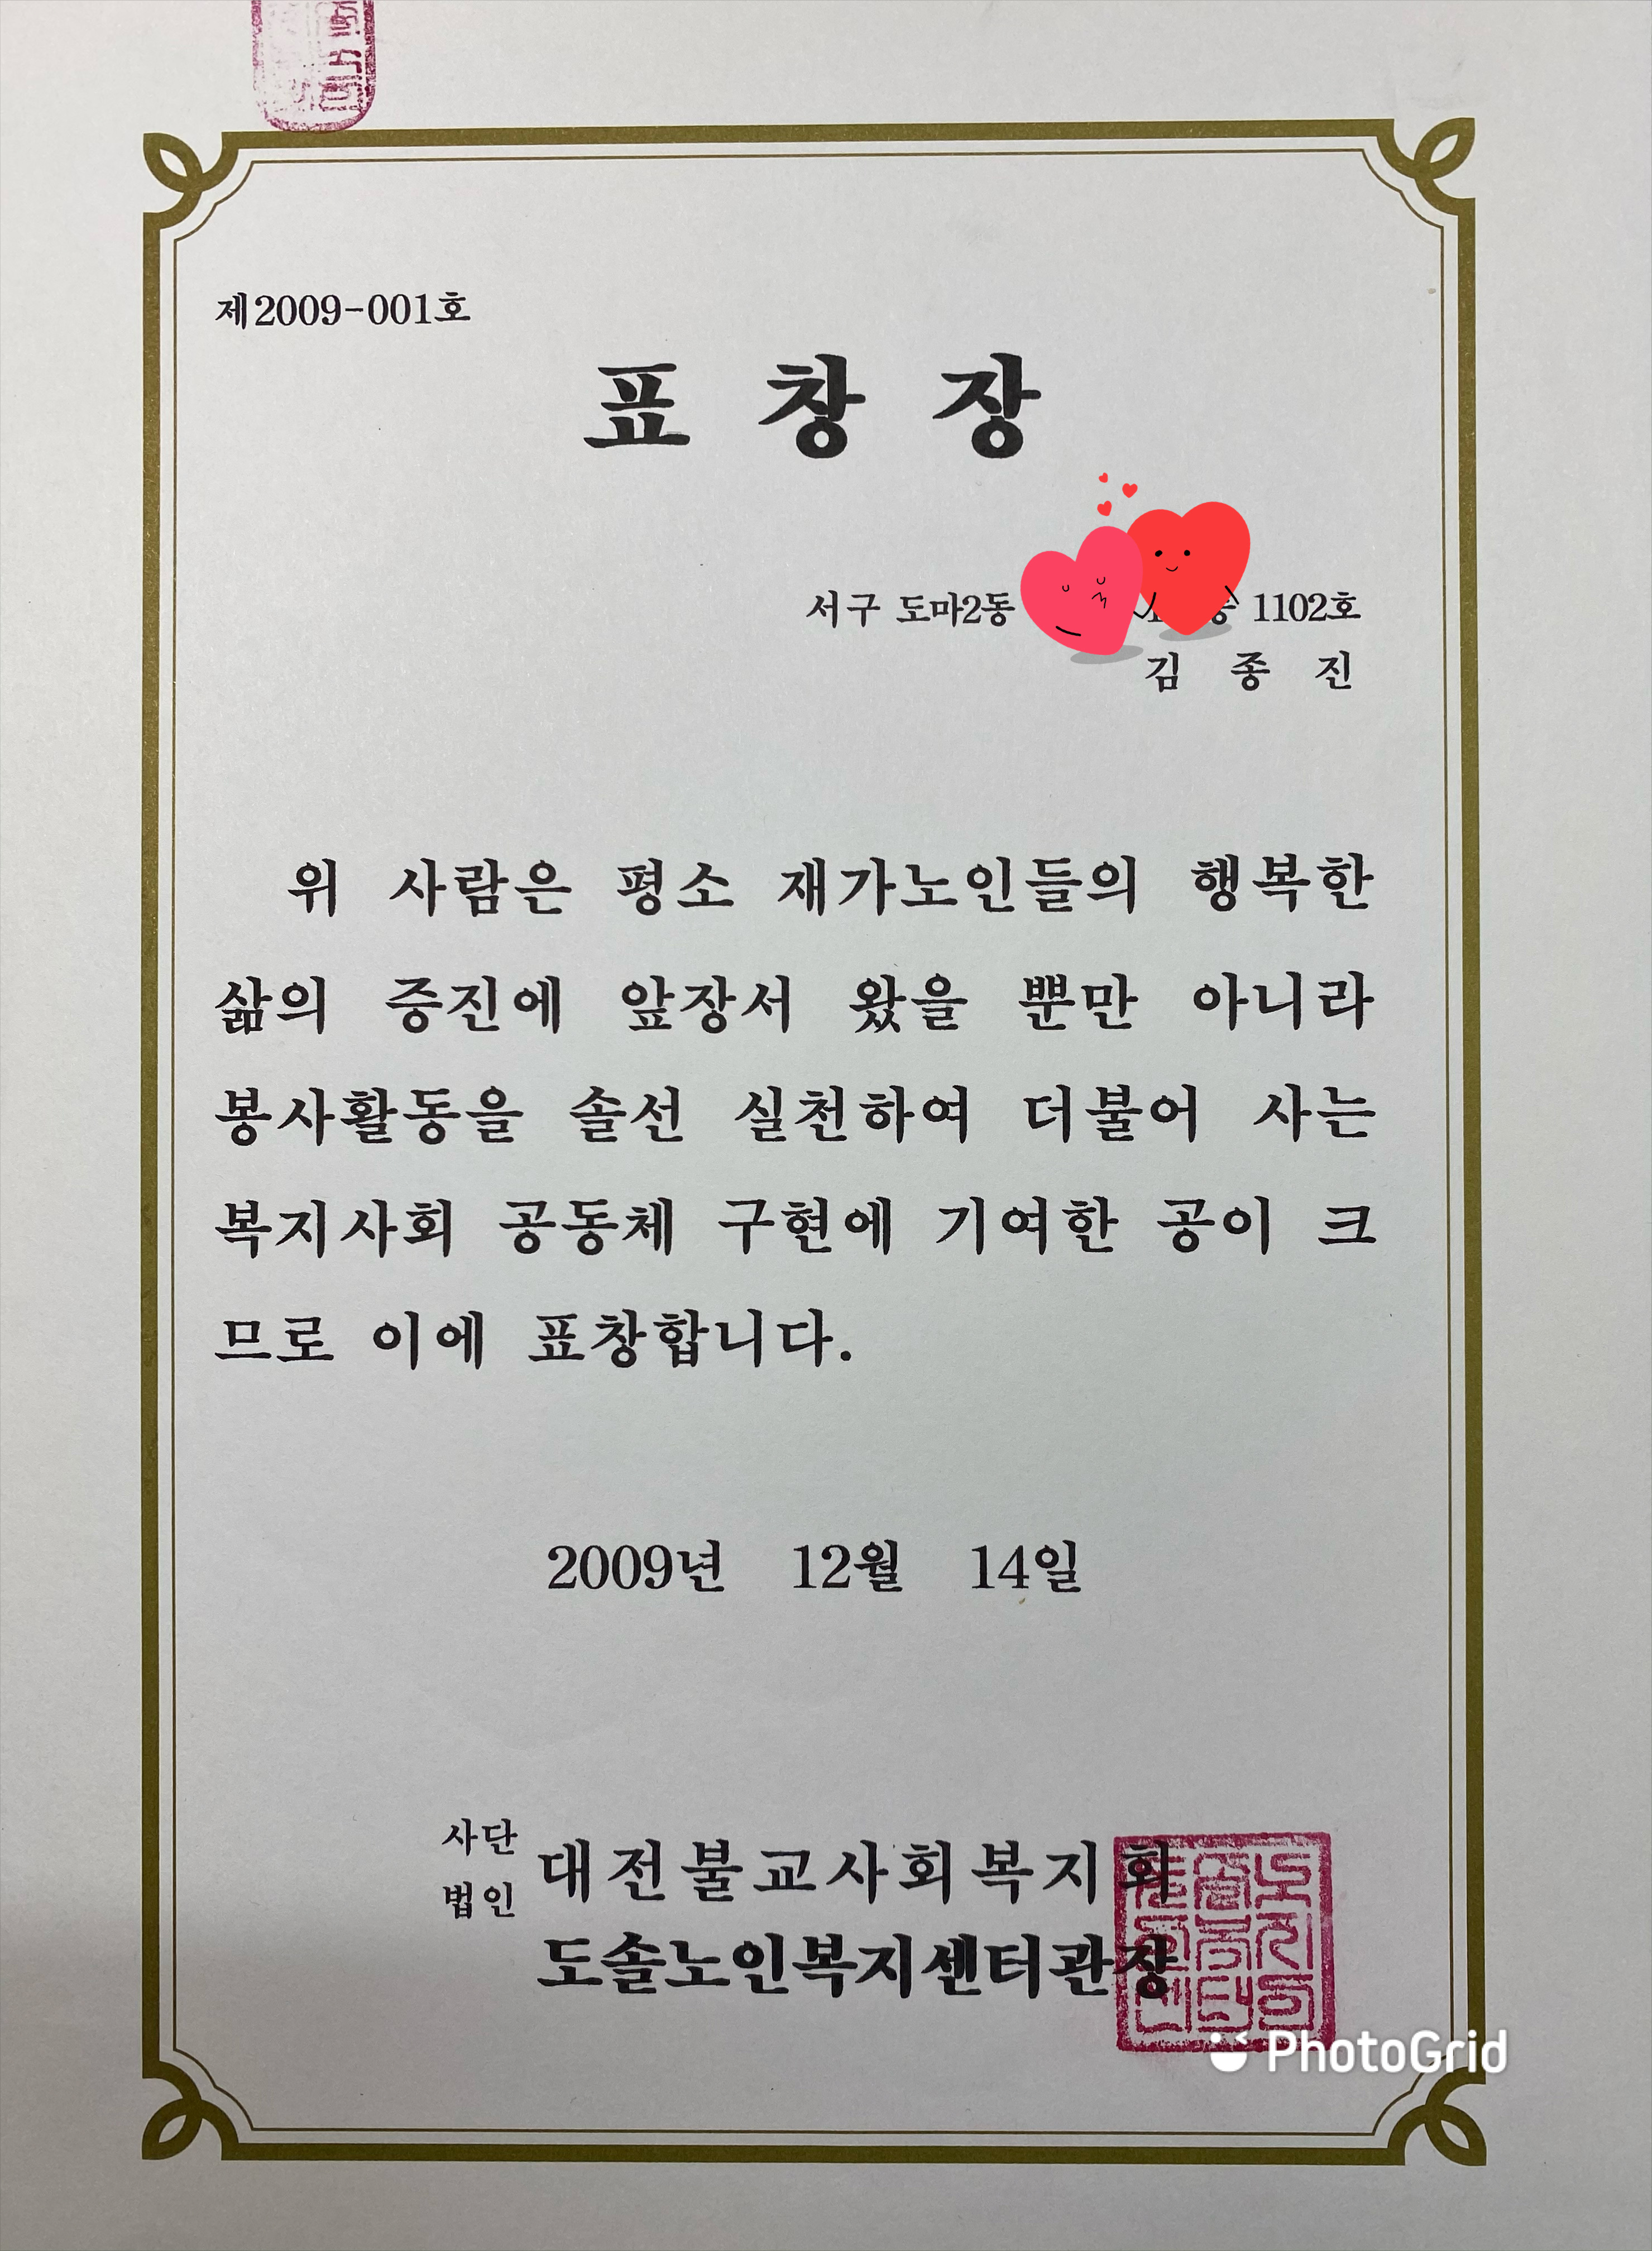 제2009-001호
표 창 장
서구 도마2동 1102호
김 종 진
위 사람은 평소 재가노인들의 행복한
삶의 증진에 앞장서 왔을 뿐만 아니라
봉사활동을 솔선 실천하여 더불어 사는
복지사회 공동체 구현에 기여한 공이 크
므로 이에 표창합니다.
2009년 12월 14일
사단
법인
대전불교사회복지회
도솔노인복지센터관장
PhotoGrid